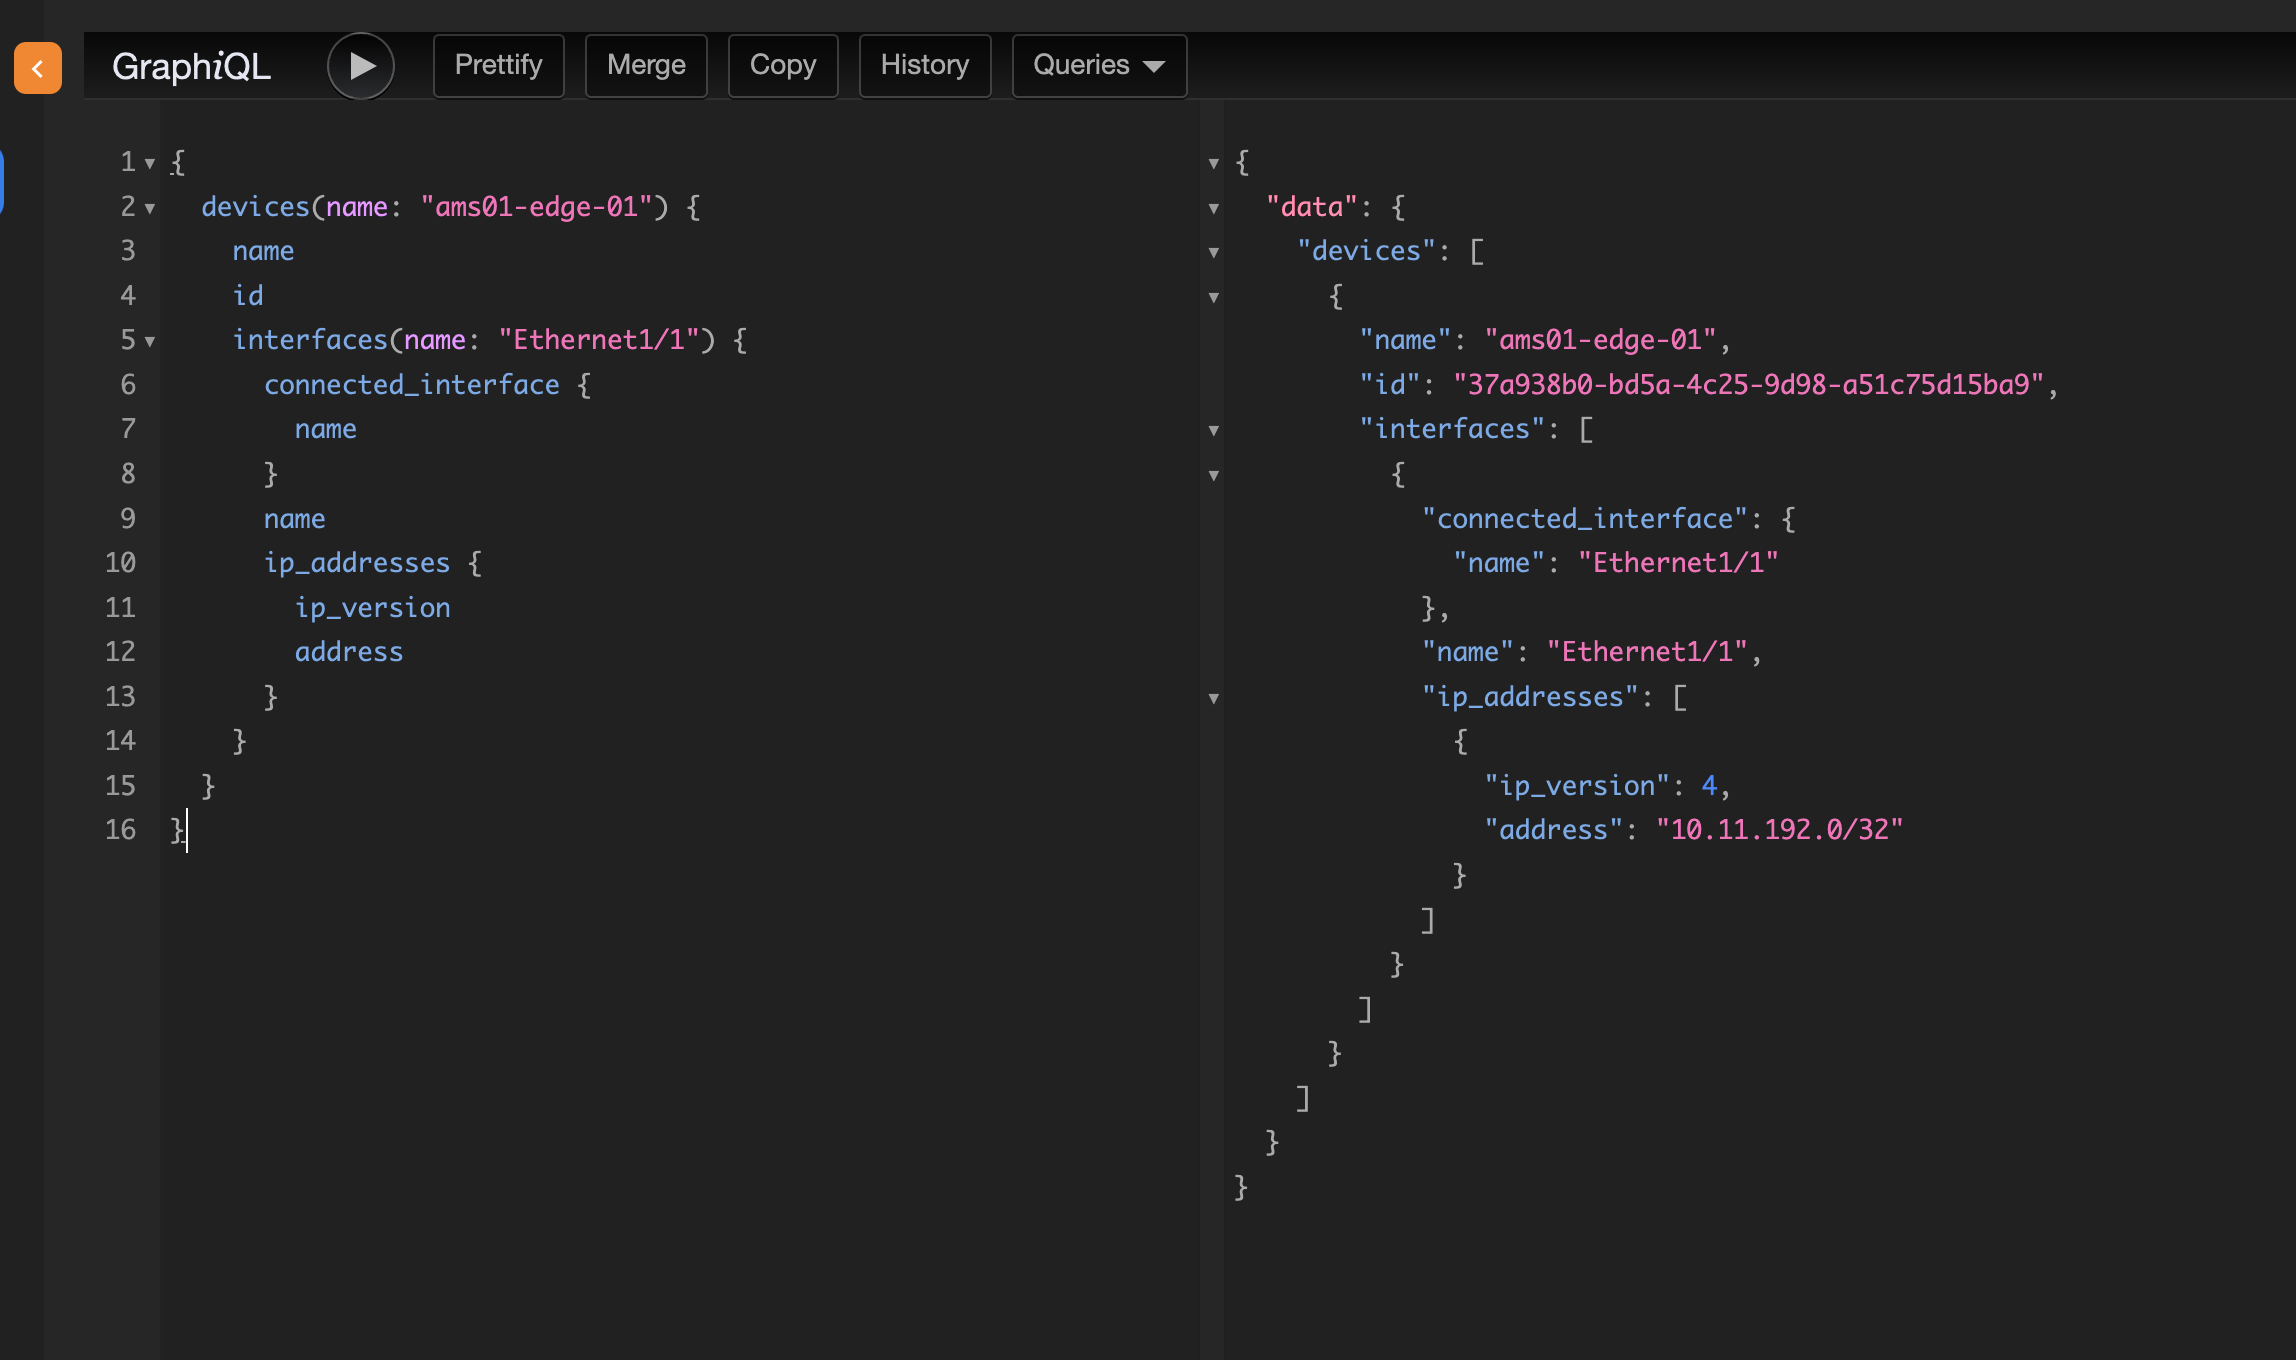 GraphiQL Prettify Merge Copy History Queries
1 {
2 devices(name: "ams01-edge-01") {
3 name
4 id
5 interfaces(name: "Ethernet1/1") {
6 connected_interface {
7 name
8 }
9 name
10 ip_addresses {
11 ip_version
12 address
13 }
14 }
15 }
16 }
{
"data": {
"devices": [
{
"name": "ams01-edge-01",
"id": "37a938b0-bd5a-4c25-9d98-a51c75d15ba9",
"interfaces": [
{
"connected_interface": {
"name": "Ethernet1/1"
},
"name": "Ethernet1/1",
"ip_addresses": [
{
"ip_version": 4,
"address": "10.11.192.0/32"
}
]
}
]
}
]
}
}